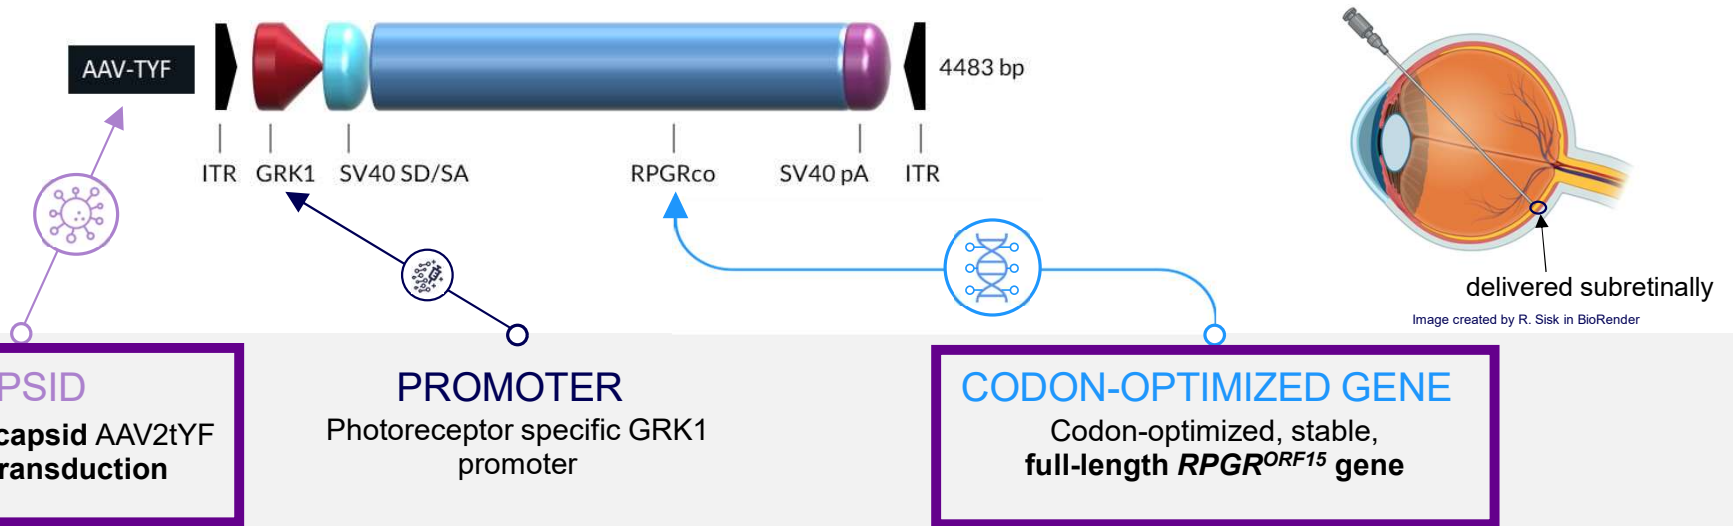 AAV-TYF
4483 bp
ITR GRK1 SV40 SD/SA RPGRco SV40 pA ITR
delivered subretinally
Image created by R. Sisk in BioRender
PSID
capsid AAV2tYF
ransduction
PROMOTER
Photoreceptor specific GRK1
promoter
CODON-OPTIMIZED GENE
Codon-optimized, stable,
full-length RPGR^ORF15 gene